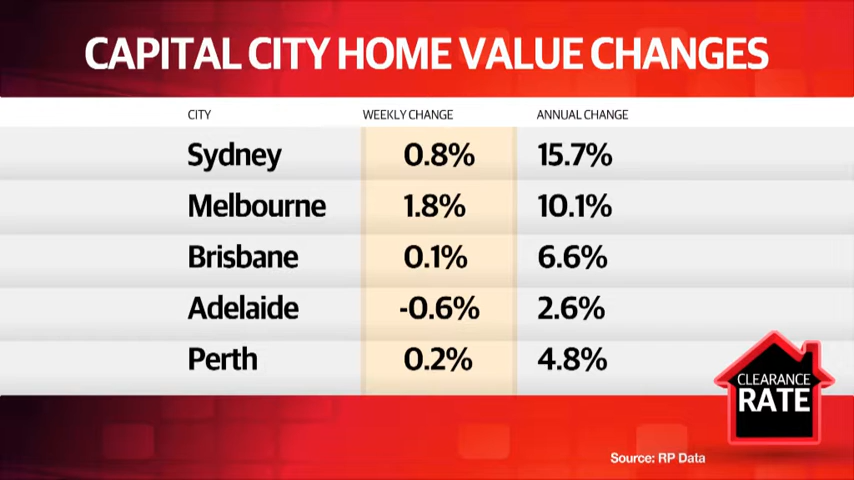 CAPITAL CITY HOME VALUE CHANGES
CITY WEEKLY CHANGE ANNUAL CHANGE
Sydney 0.8% 15.7%
Melbourne 1.8% 10.1%
Brisbane 0.1% 6.6%
Adelaide -0.6% 2.6%
Perth 0.2% 4.8%
CLEARANCE
RATE
Source: RP Data